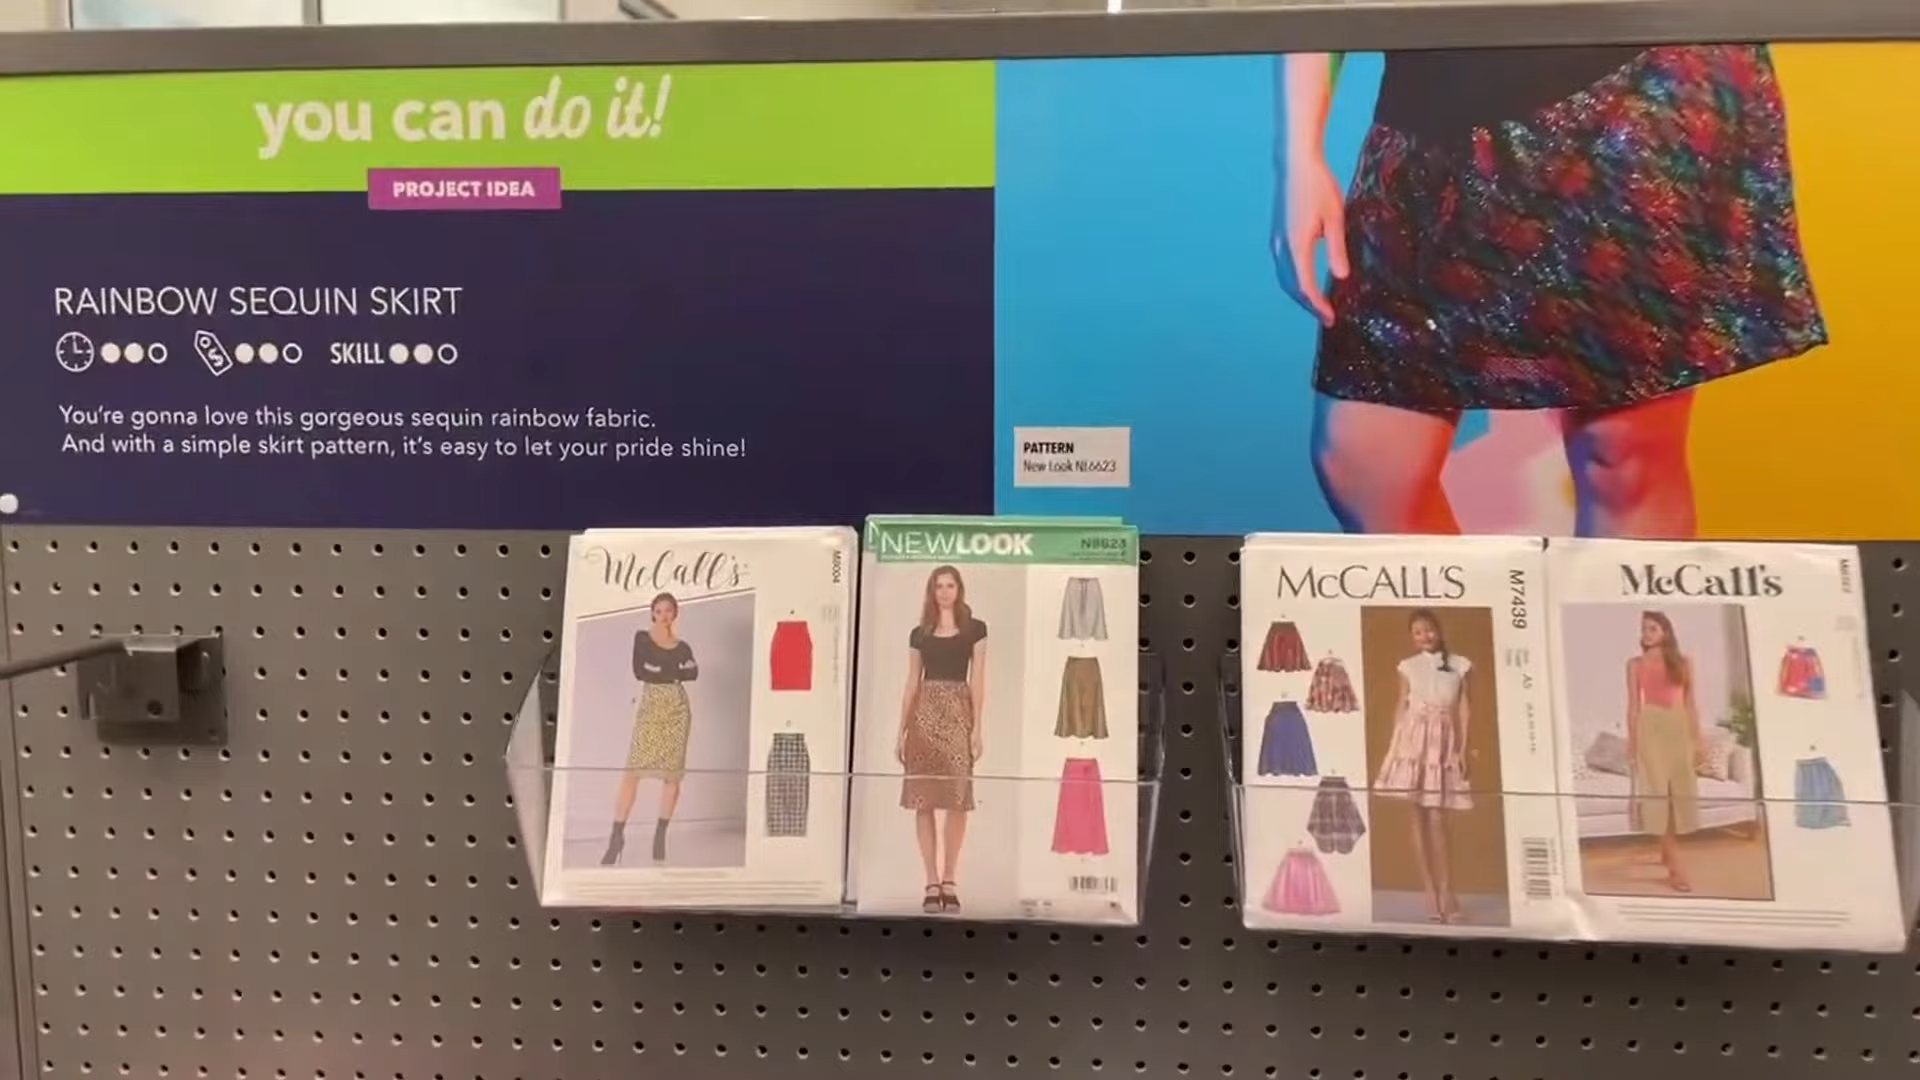 you can do it!
PROJECT IDEA
RAINBOW SEQUIN SKIRT
SKILL
You're gonna love this gorgeous sequin rainbow fabric.
And with a simple skirt pattern, it's easy to let your pride shine!
PATTERN
New Look NL6623
McCall's
M8004
NEWLOOK
N6623
McCALL'S
M7439
A5
McCall's